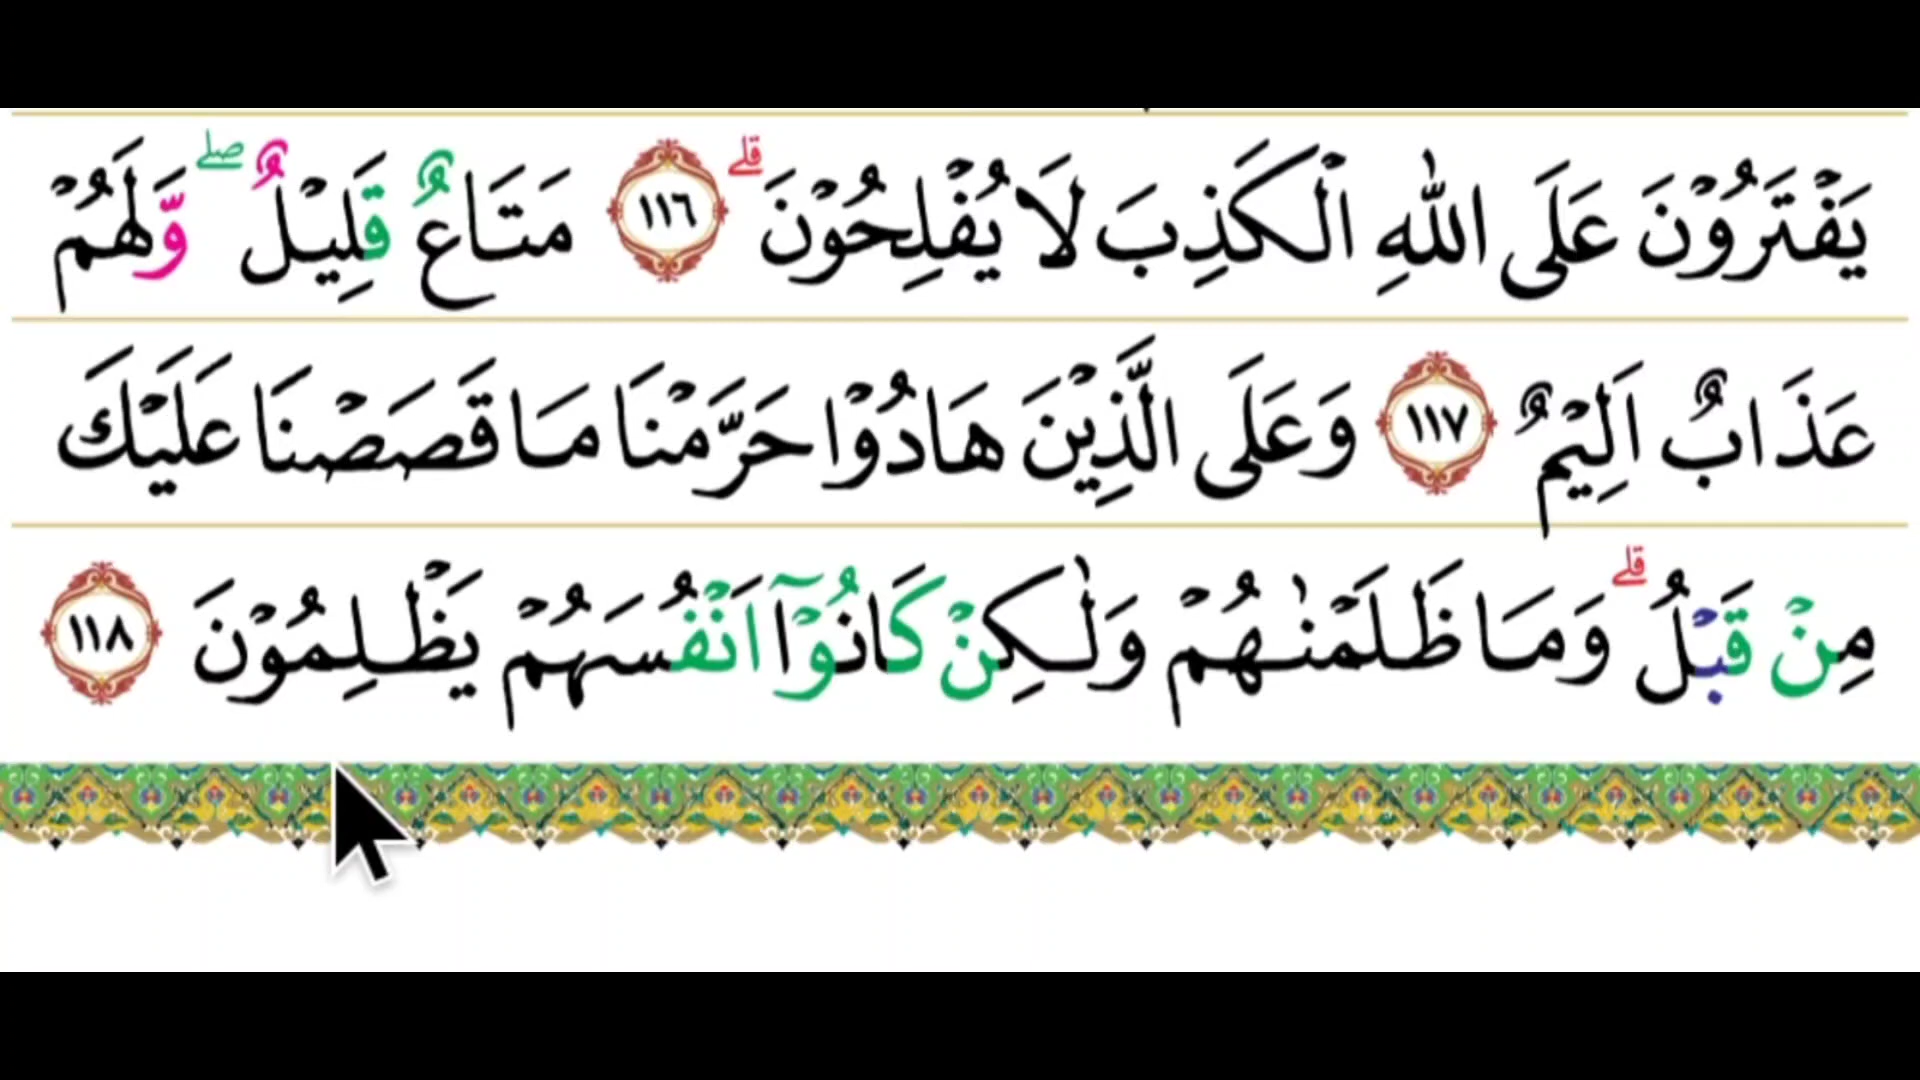 يَفْتَرُوْنَ عَلَى اللّٰهِ الْكَذِبَ لَا يُفْلِحُوْنَ ۗ ١١٦ مَتَاعٌ قَلِيْلٌ ۖ وَّلَهُمْ
عَذَابٌ اَلِيْمٌ ١١٧ وَعَلَى الَّذِيْنَ هَادُوْا حَرَّمْنَا مَا قَصَصْنَا عَلَيْكَ
مِنْ قَبْلُ ۗ وَمَا ظَلَمْنٰهُمْ وَلٰكِنْ كَانُوْٓا اَنْفُسَهُمْ يَظْلِمُوْنَ ١١٨